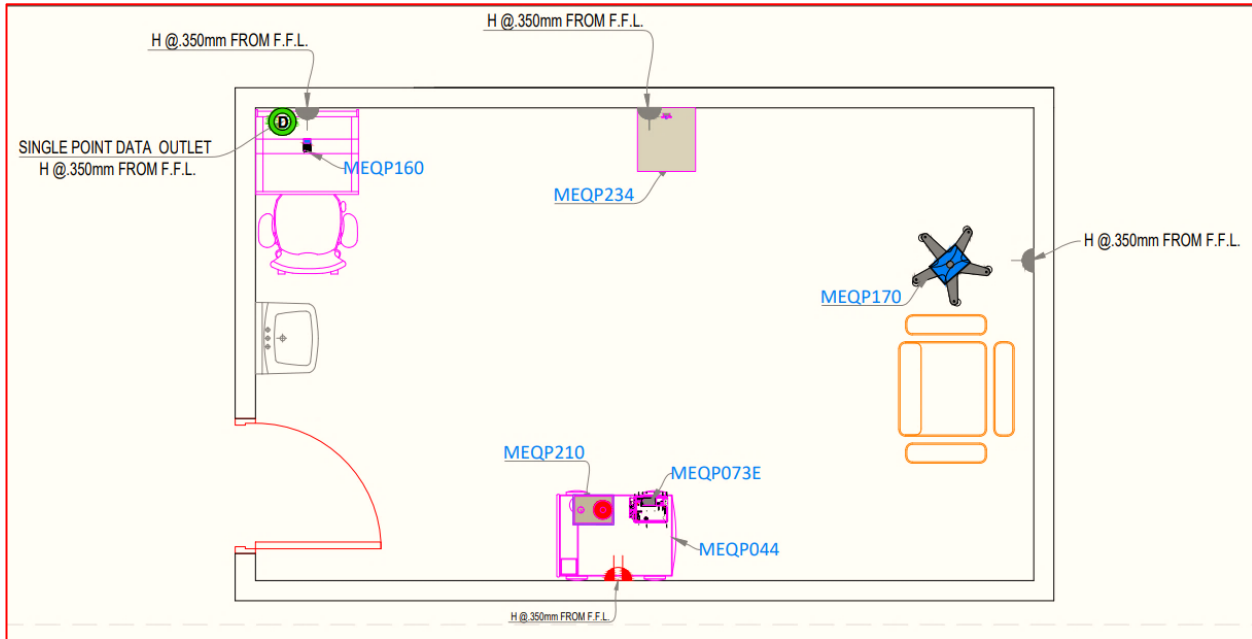 H @.350mm FROM F.F.L.
H @.350mm FROM F.F.L.
D
SINGLE POINT DATA OUTLET
H @.350mm FROM F.F.L.
MEQP160
MEQP234
H @.350mm FROM F.F.L.
MEQP170
MEQP210
MEQP073E
MEQP044
H @.350mm FROM F.F.L.